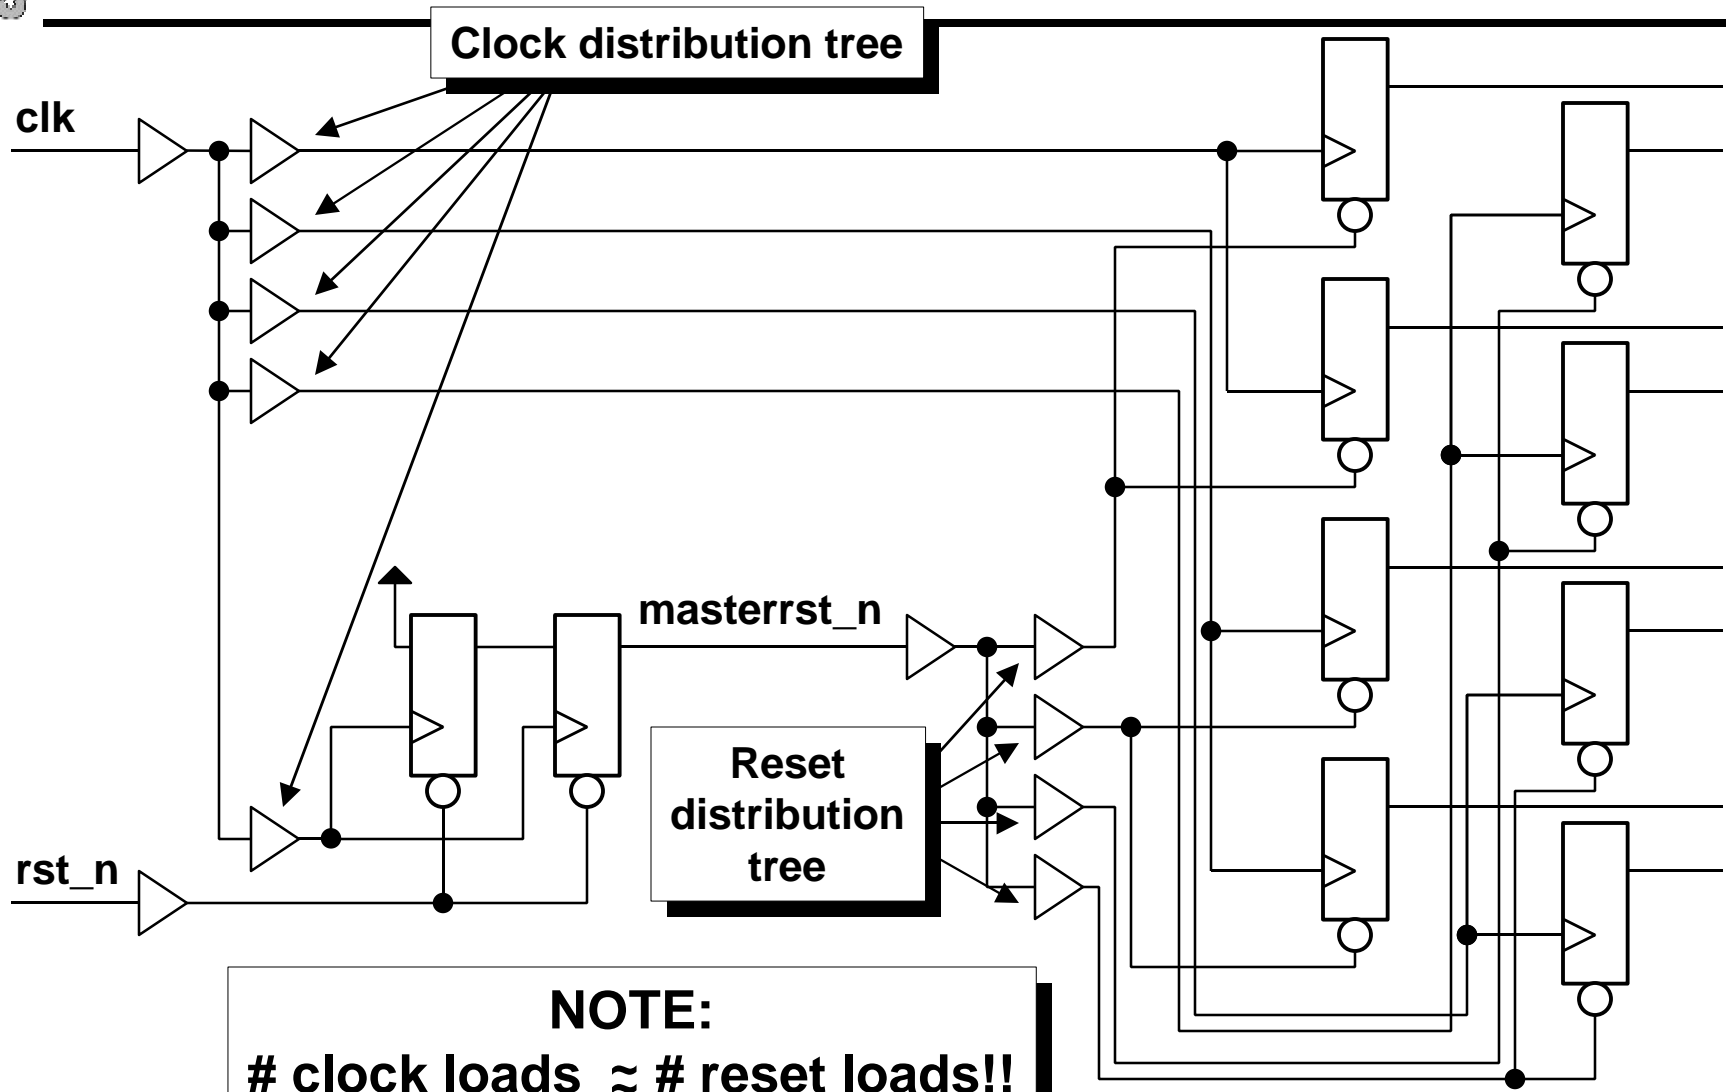 Clock distribution tree
clk
masterrst_n
Reset
distribution
tree
rst_n
NOTE:
# clock loads ≈ # reset loads!!